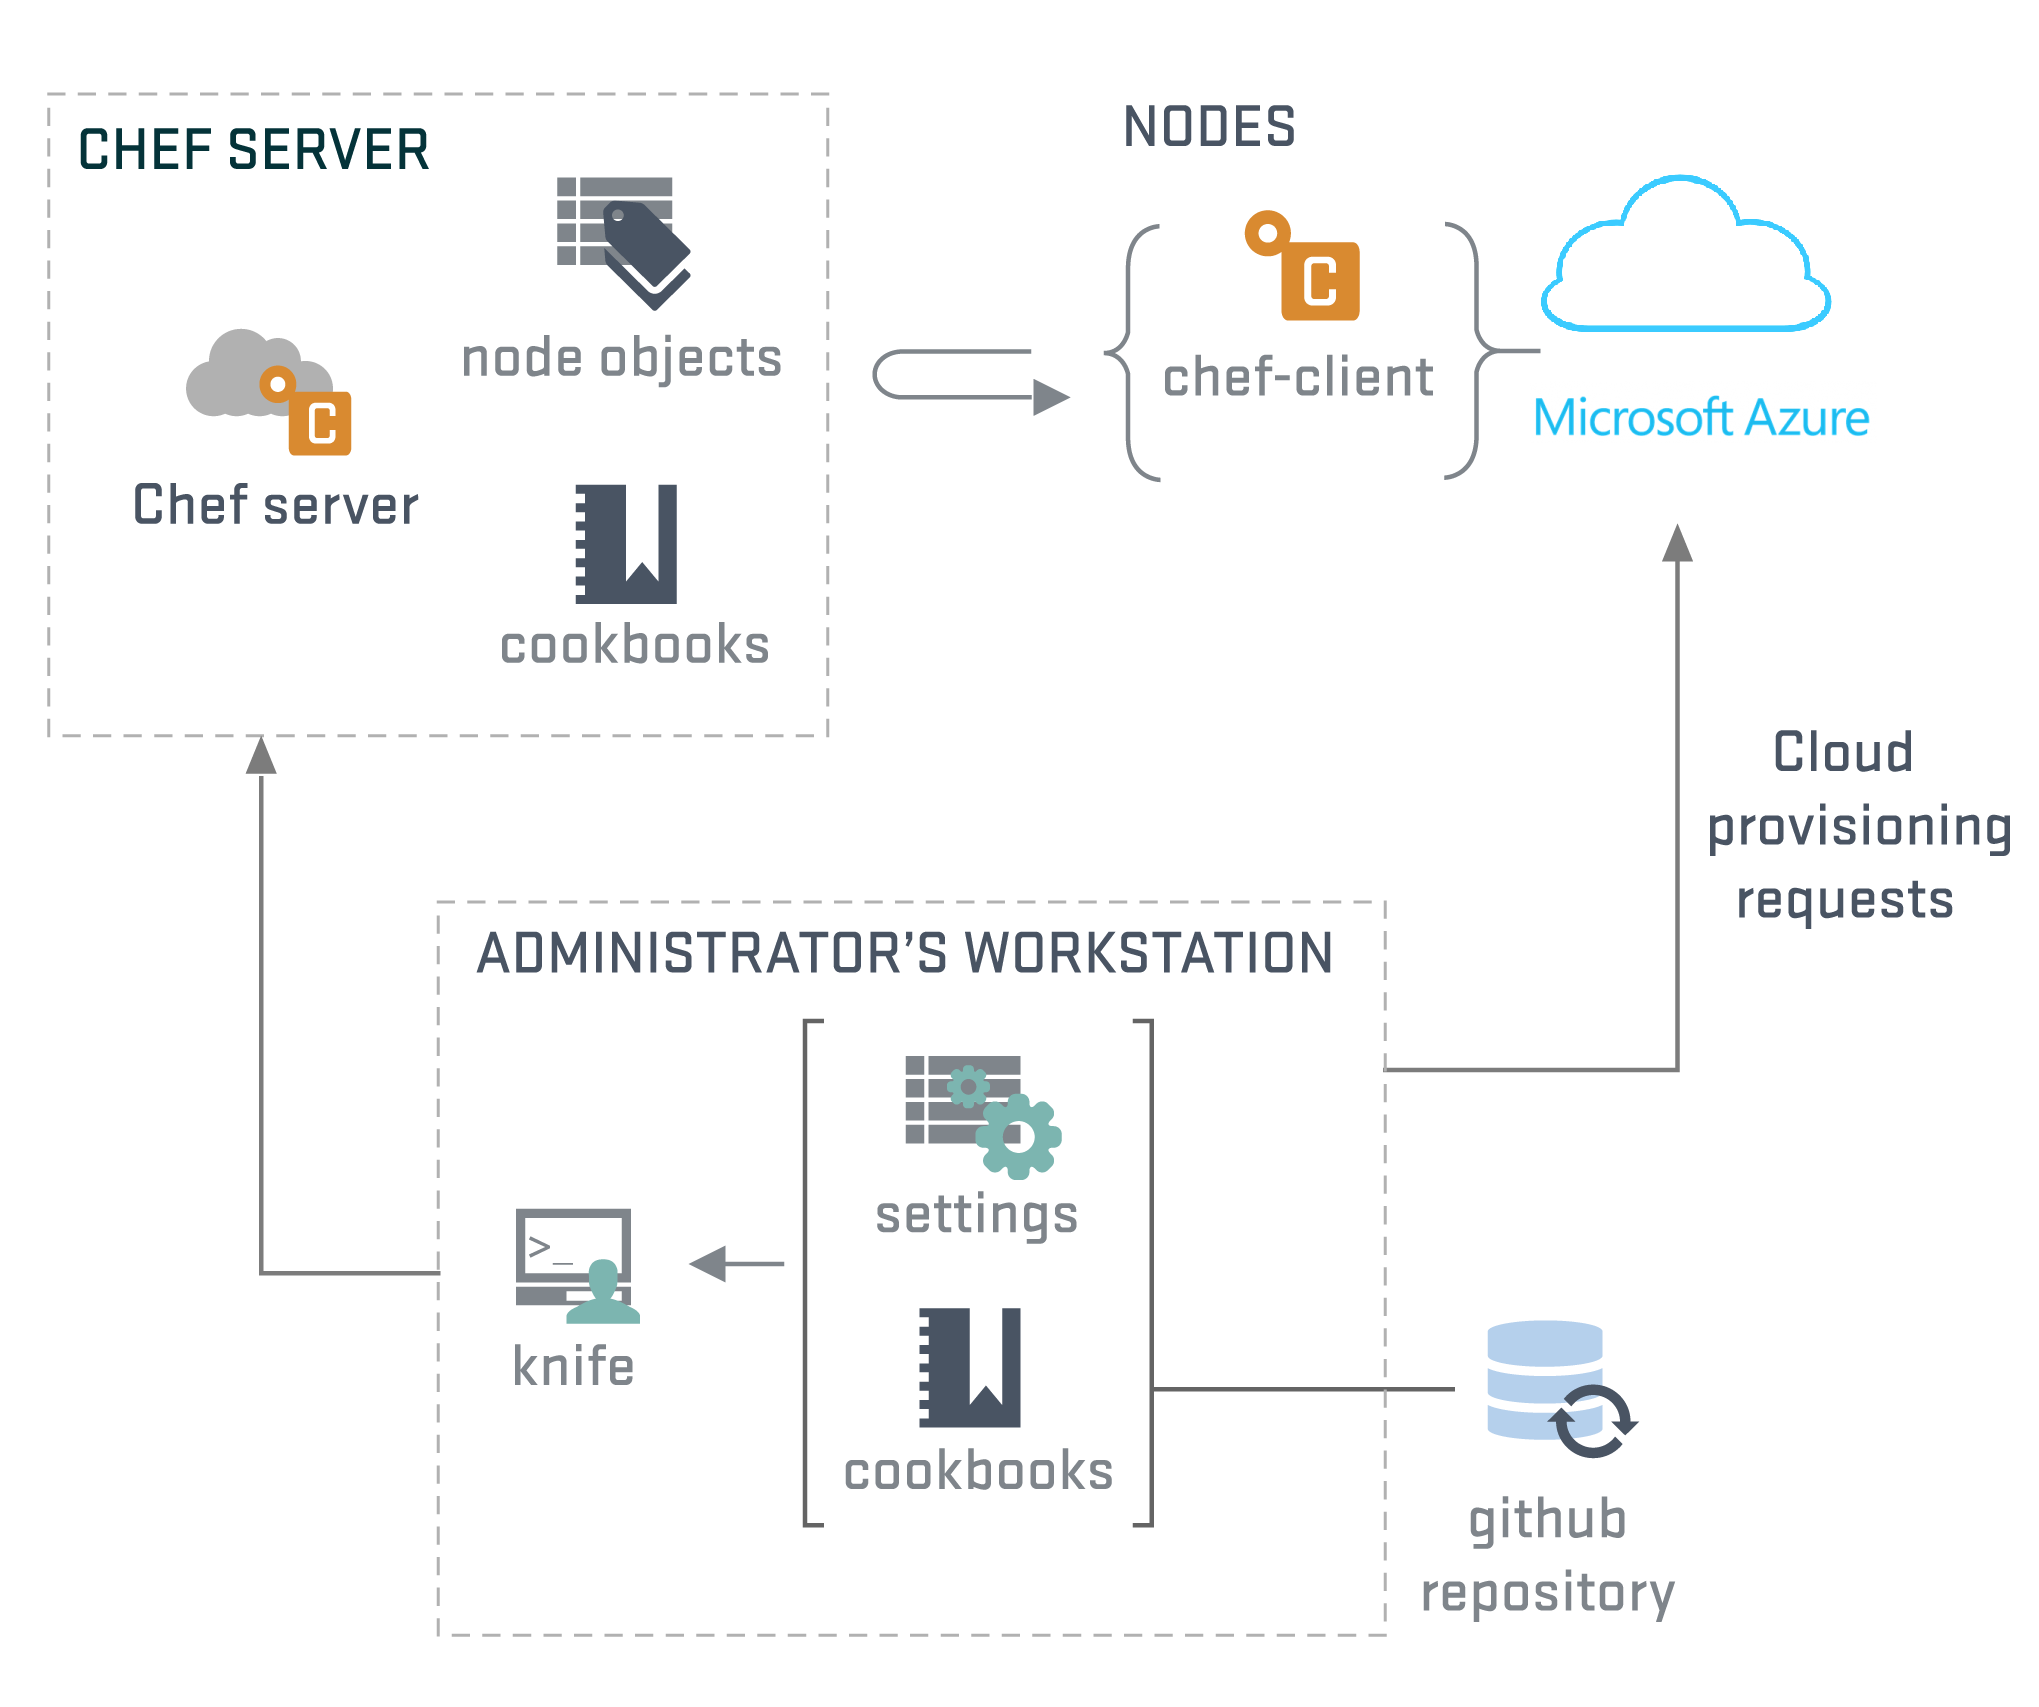 CHEF SERVER
node objects
C
Chef server
cookbooks
NODES
C
chef-client
Microsoft Azure
Cloud
provisioning
requests
ADMINISTRATOR’S WORKSTATION
settings
>_
knife
cookbooks
github
repository